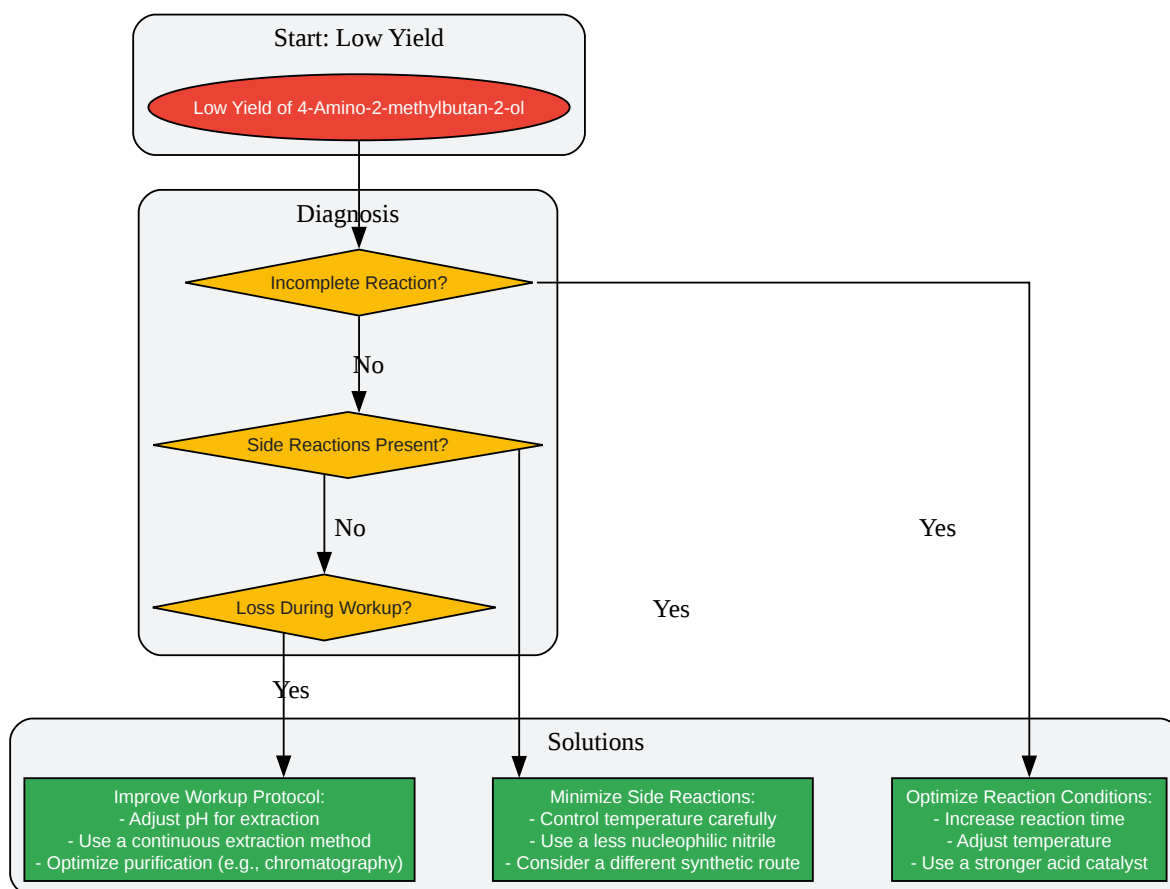 Start: Low Yield
Low Yield of 4-Amino-2-methylbutan-2-ol
Diagnosis
Incomplete Reaction?
No
Side Reactions Present?
No
Yes
Loss During Workup?
Yes
Yes
Solutions
Improve Workup Protocol:
- Adjust pH for extraction
- Use a continuous extraction method
- Optimize purification (e.g., chromatography)
Minimize Side Reactions:
- Control temperature carefully
- Use a less nucleophilic nitrile
- Consider a different synthetic route
Optimize Reaction Conditions:
- Increase reaction time
- Adjust temperature
- Use a stronger acid catalyst